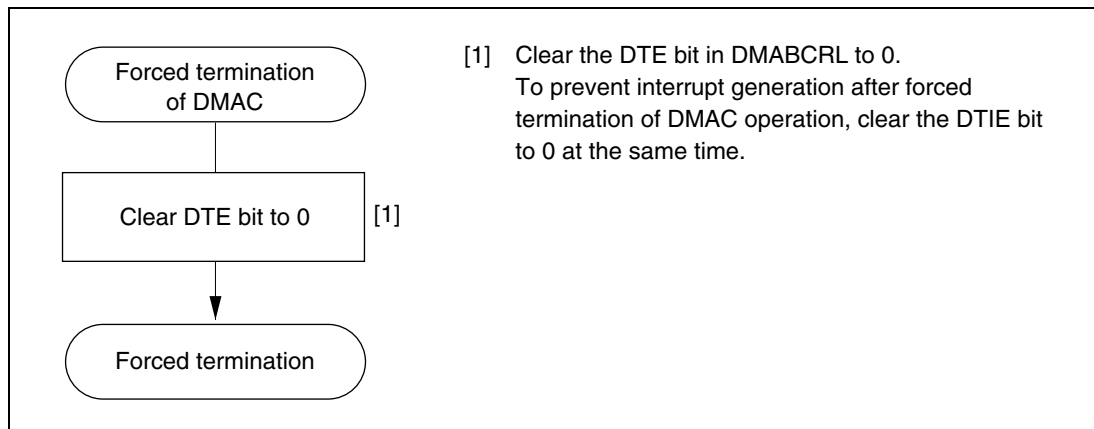 Forced termination
of DMAC
Clear DTE bit to 0
[1]
Forced termination
[1] Clear the DTE bit in DMABCRL to 0.
To prevent interrupt generation after forced
termination of DMAC operation, clear the DTIE bit
to 0 at the same time.